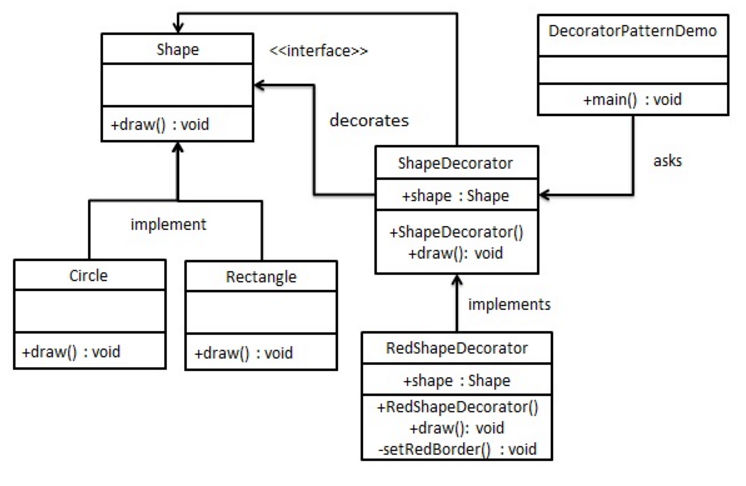 Shape
<<interface>>
+draw() : void
DecoratorPatternDemo
+main() : void
decorates
asks
ShapeDecorator
+shape : Shape
+ShapeDecorator()
+draw(): void
implement
Circle
+draw() : void
Rectangle
+draw() : void
implements
RedShapeDecorator
+shape : Shape
+RedShapeDecorator()
+draw(): void
-setRedBorder() : void